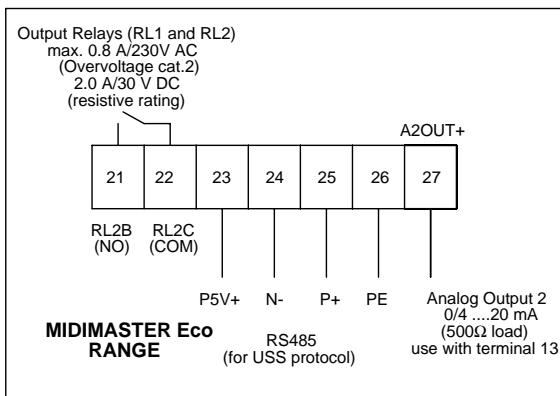 Output Relays (RL1 and RL2)
max. 0.8 A/230V AC
(Overvoltage cat.2)
2.0 A/30 V DC
(resistive rating)
A2OUT+
21 22 23 24 25 26 27
RL2B RL2C
(NO) (COM)
P5V+ N- P+ PE
MIDIMASTER Eco
RANGE
RS485
(for USS protocol)
Analog Output 2
0/4 ....20 mA
(500Ω load)
use with terminal 13